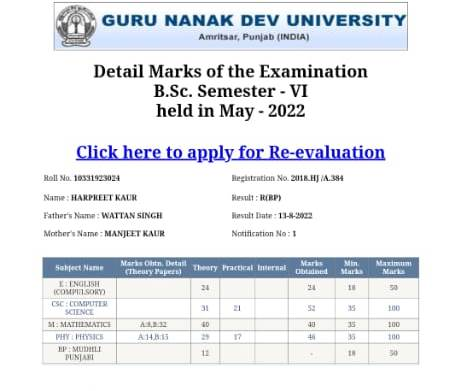 GURU NANAK DEV UNIVERSITY
Amritsar, Punjab (INDIA)
Detail Marks of the Examination
B.Sc. Semester - VI
held in May - 2022
Click here to apply for Re-evaluation
Roll No. 10331923024 Registration No. 2018.HJ /A.384
Name : HARPREET KAUR Result : R(BP)
Father's Name : WATTAN SINGH Result Date : 13-8-2022
Mother's Name : MANJEET KAUR Notification No : 1
Subject Name Marks Obtn. Detail (Theory Papers) Theory Practical Internal Marks Obtained Min. Marks Maximum Marks
E : ENGLISH (COMPULSORY) 24 24 18 50
CSC : COMPUTER SCIENCE 31 21 52 35 100
M : MATHEMATICS A:8,B:32 40 40 35 100
PHY : PHYSICS A:14,B:15 29 17 46 35 100
BP : MUDHLI PUNJABI 12 - 18 50